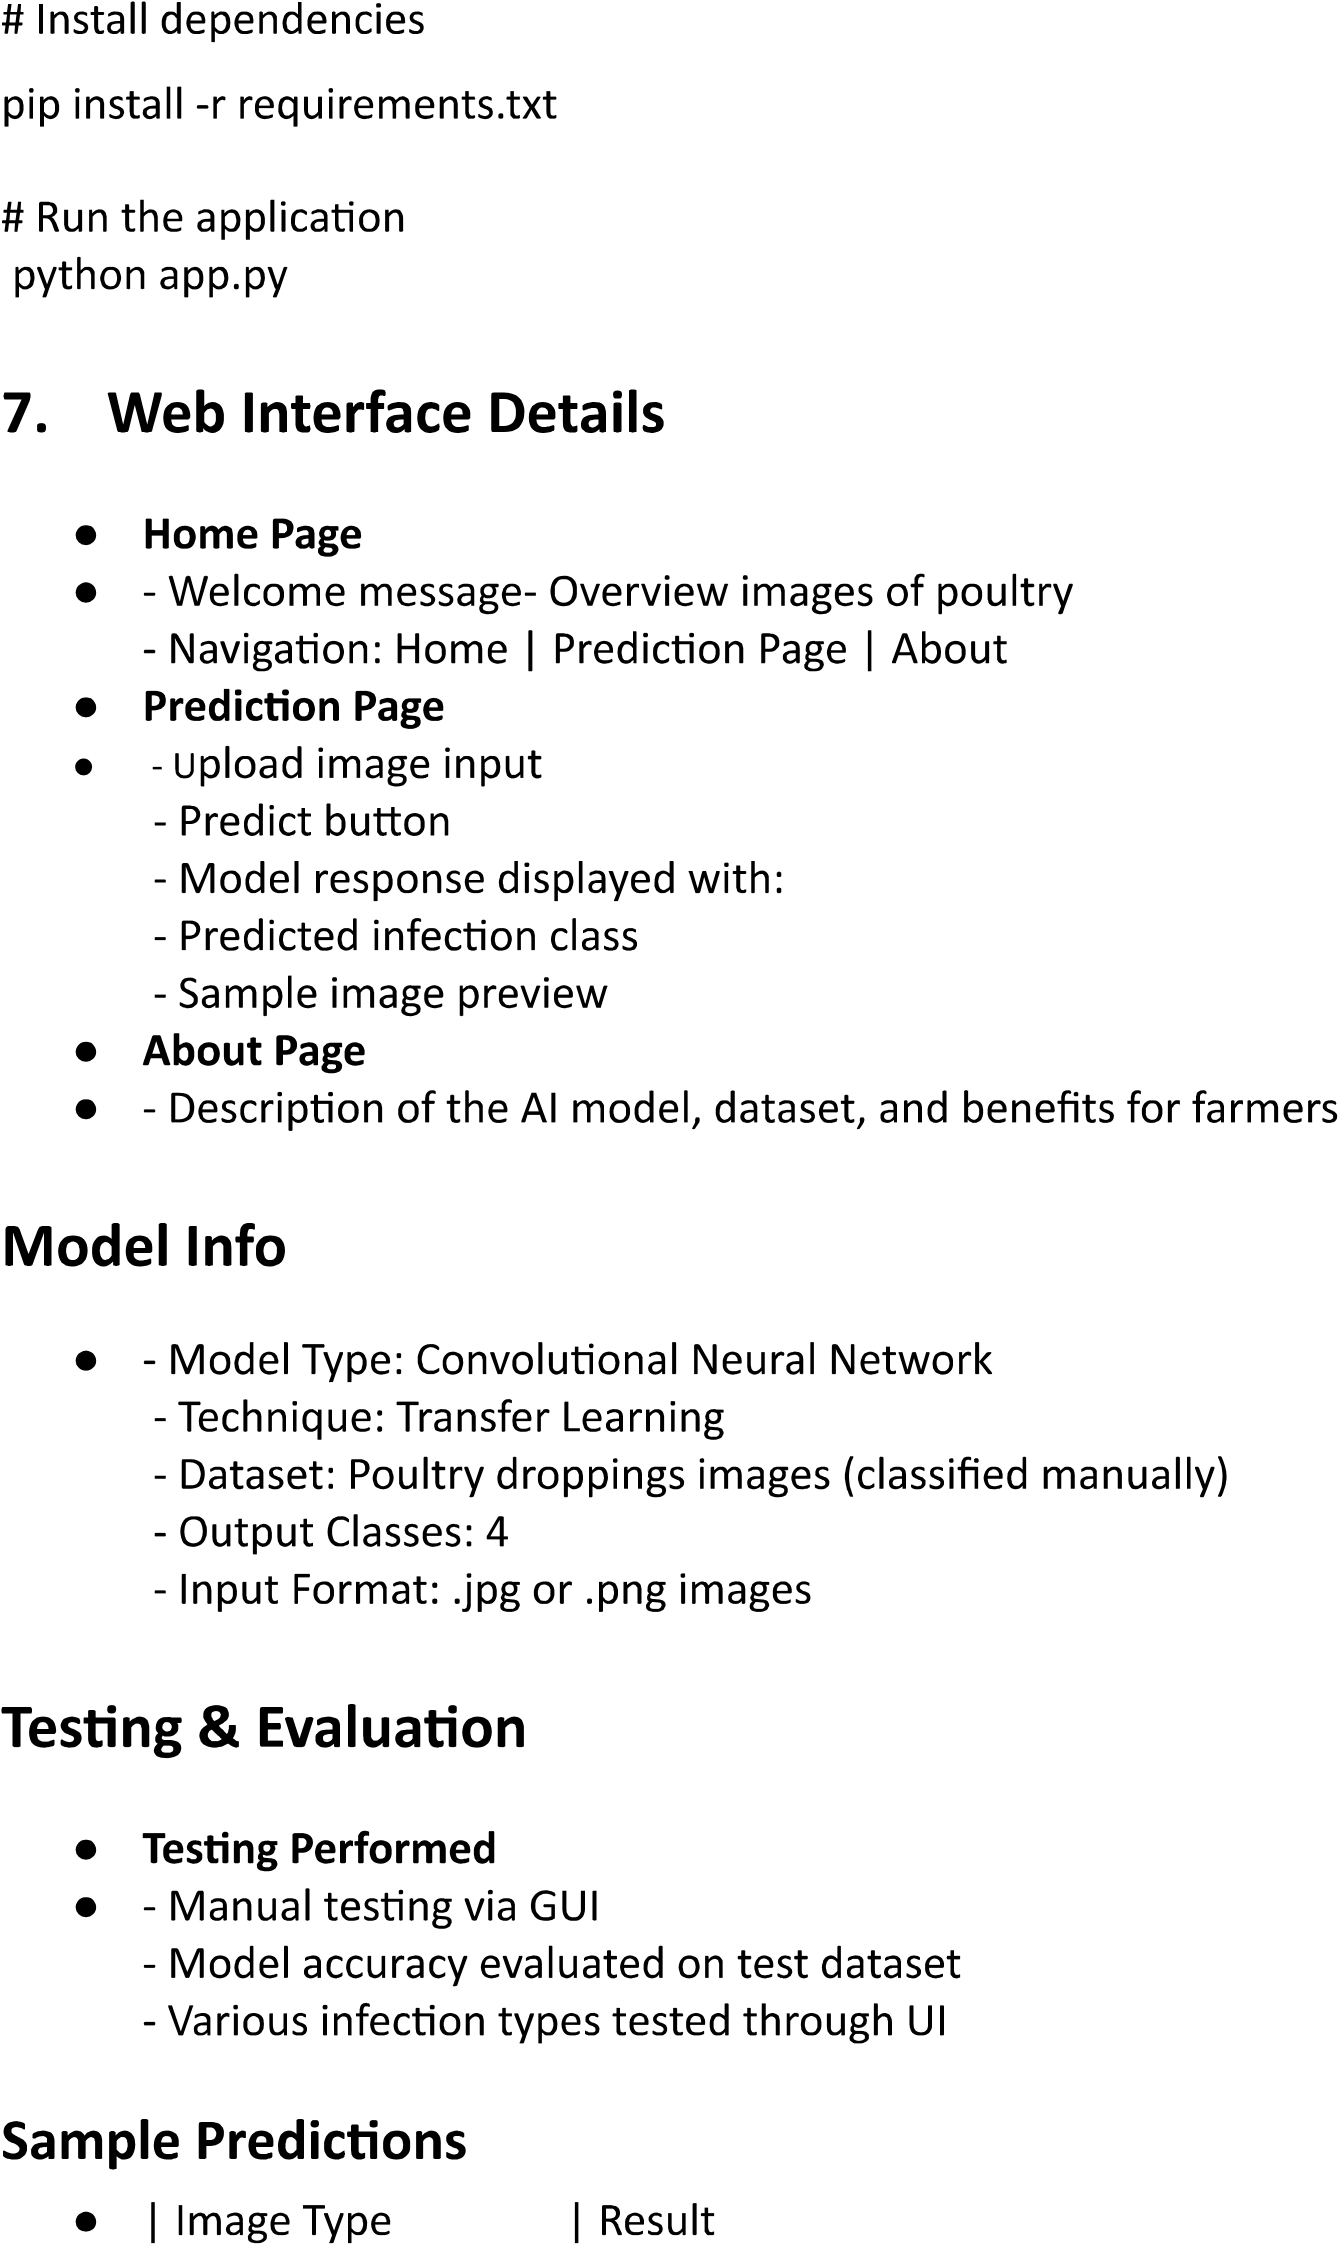 # Install dependencies
pip install -r requirements.txt
# Run the application
python app.py
7. Web Interface Details
● Home Page
● - Welcome message- Overview images of poultry
- Navigation: Home | Prediction Page | About
● Prediction Page
● - Upload image input
- Predict button
- Model response displayed with:
- Predicted infection class
- Sample image preview
● About Page
● - Description of the AI model, dataset, and benefits for farmers
Model Info
● - Model Type: Convolutional Neural Network
- Technique: Transfer Learning
- Dataset: Poultry droppings images (classified manually)
- Output Classes: 4
- Input Format: .jpg or .png images
Testing & Evaluation
● Testing Performed
● - Manual testing via GUI
- Model accuracy evaluated on test dataset
- Various infection types tested through UI
Sample Predictions
● | Image Type | Result